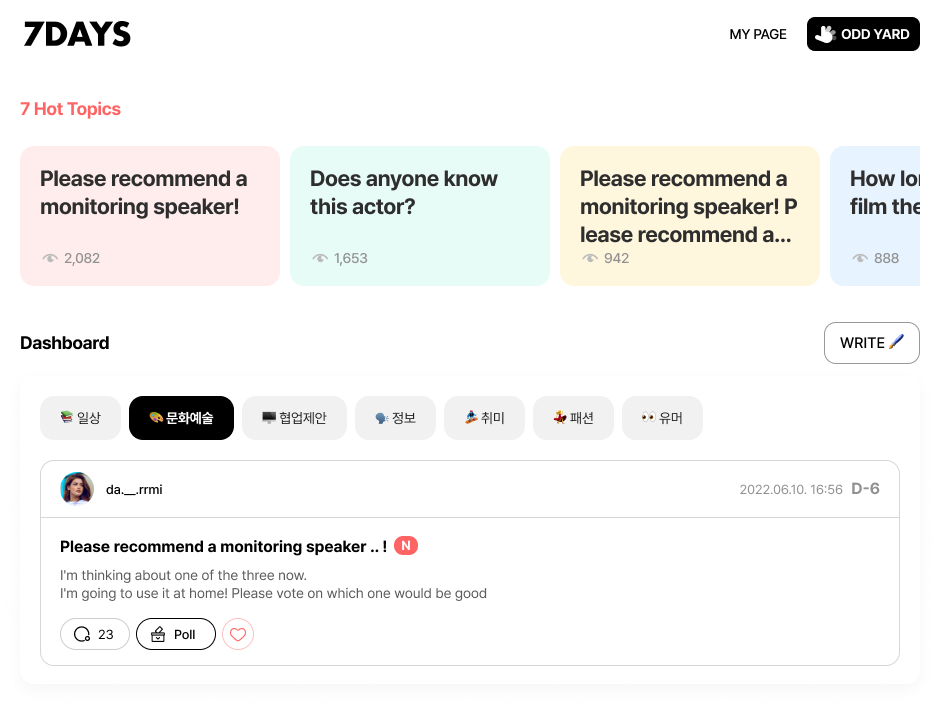 7DAYS
MY PAGE
ODD YARD
7 Hot Topics
Please recommend a
monitoring speaker!
2,082
Does anyone know
this actor?
1,653
Please recommend a
monitoring speaker! P
lease recommend a...
942
How lo
film the
888
Dashboard
WRITE
일상
문화예술
협업제안
정보
취미
패션
유머
da.__.rrmi
2022.06.10. 16:56 D-6
Please recommend a monitoring speaker .. ! N
I'm thinking about one of the three now.
I'm going to use it at home! Please vote on which one would be good
23
Poll